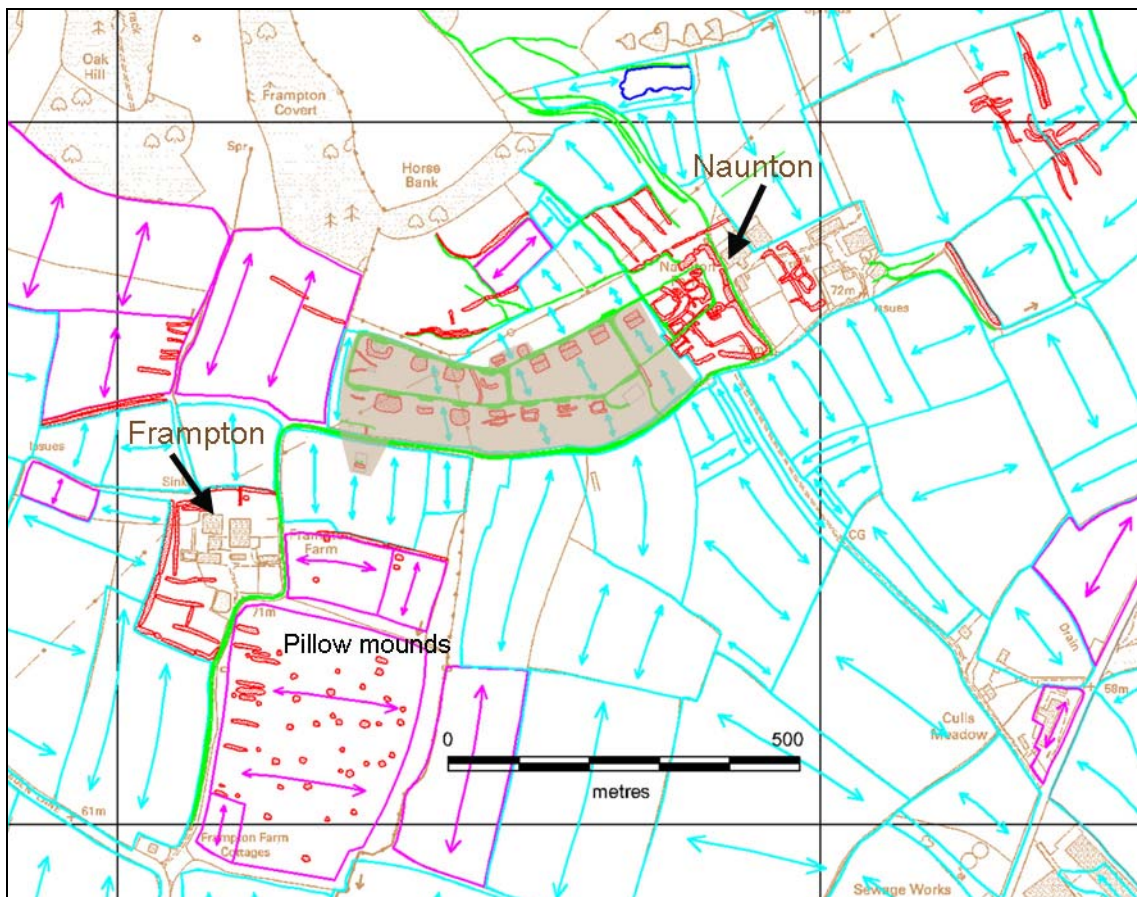 Oak
Hill
Frampton
Covert
Spr
Horse
Bank
Naunton
72m
Issues
Frampton
Issues
Frampton
Farm
71m
Pillow mounds
CG
Drain
58m
Culls
Meadow
0 500
metres
61m
Frampton Farm
Cottages
Sewage Works